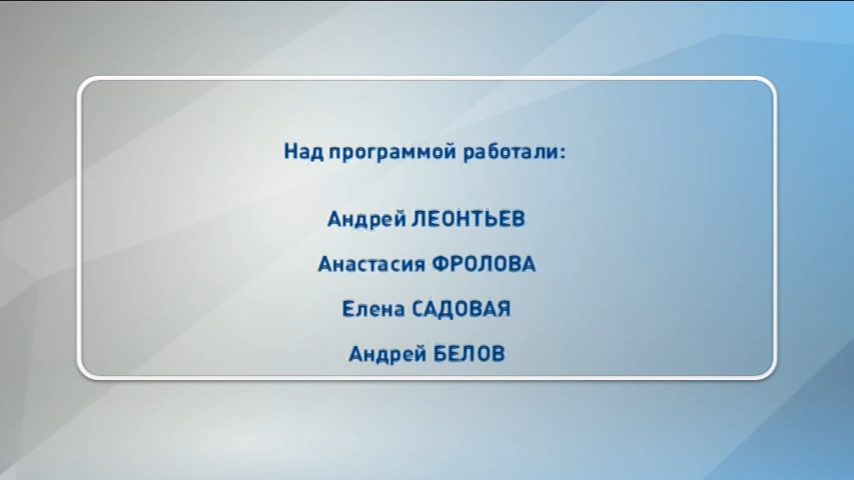 Над программой работали:
Андрей ЛЕОНТЬЕВ
Анастасия ФРОЛОВА
Елена САДОВАЯ
Андрей БЕЛОВ